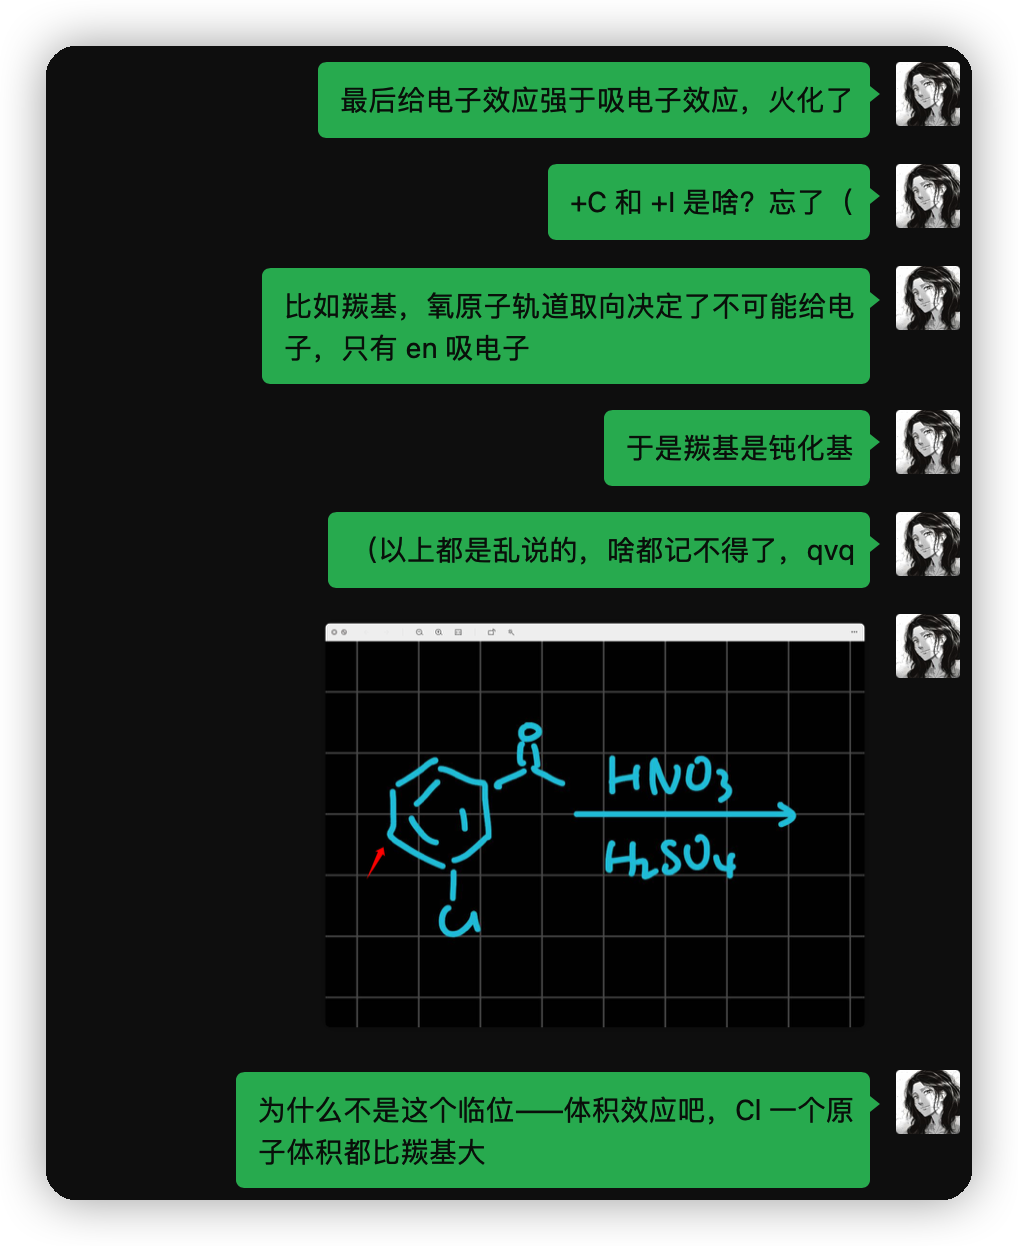 最后给电子效应强于吸电子效应，火化了
+C 和 +I 是啥？忘了（
比如羰基，氧原子轨道取向决定了不可能给电
子，只有 en 吸电子
于是羰基是钝化基
（以上都是乱说的，啥都记不得了，qvq
O
HNO3
H2SO4
Cl
为什么不是这个临位——体积效应吧，Cl 一个原
子体积都比羰基大